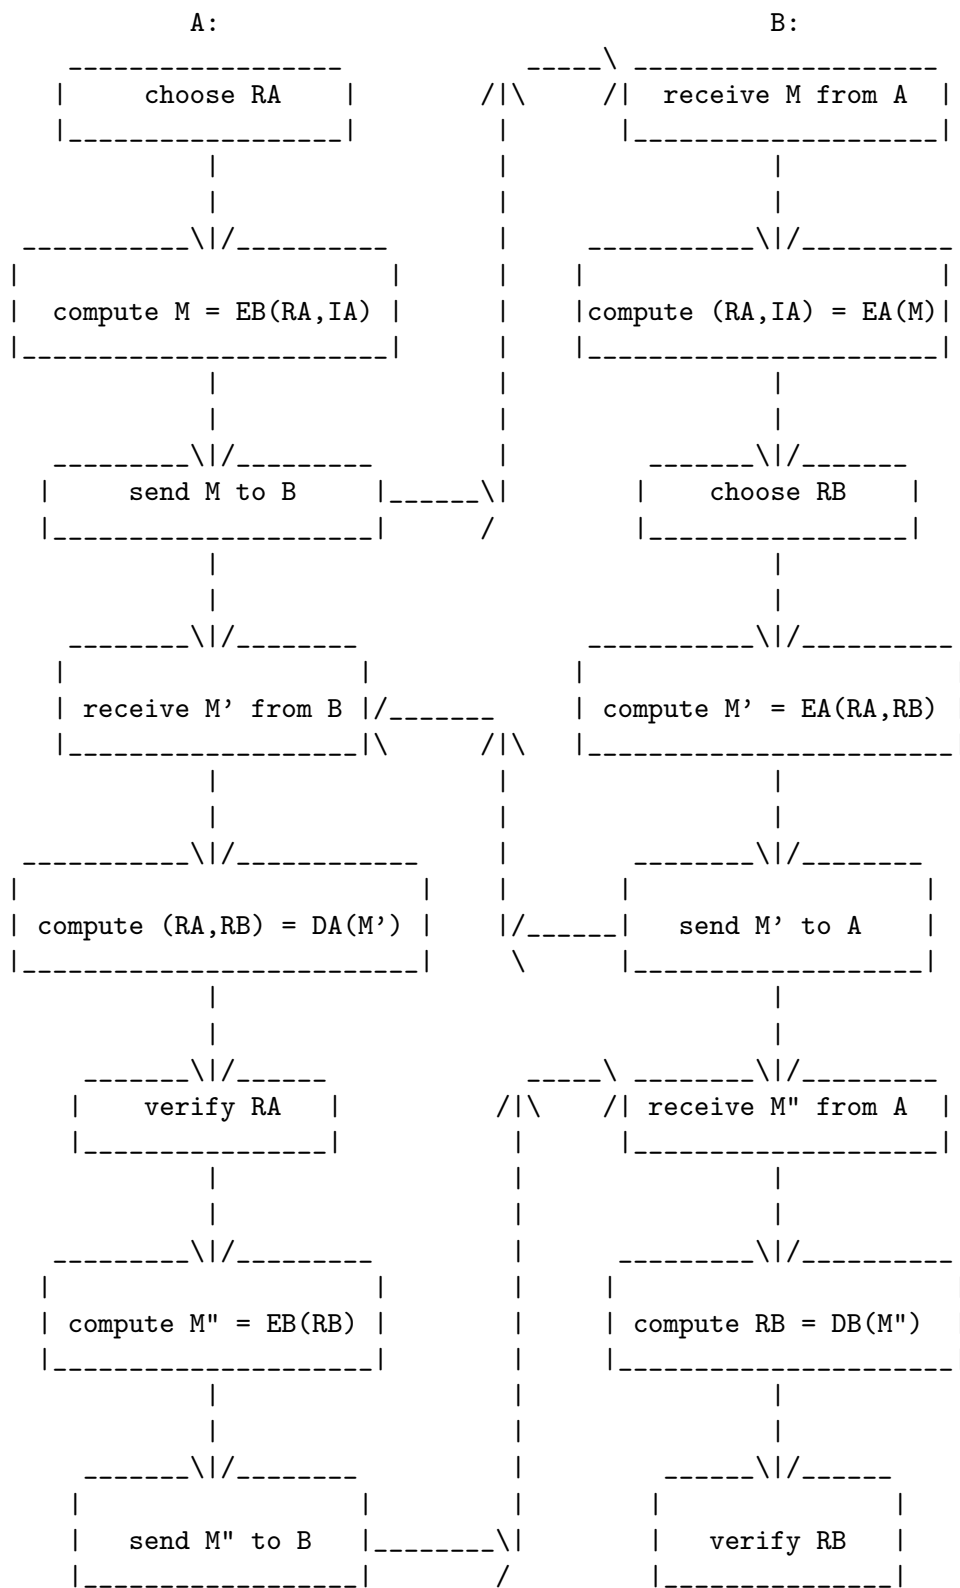 A: B:
choose RA receive M from A
compute M = EB(RA,IA) compute (RA,IA) = EA(M)
send M to B choose RB
receive M' from B compute M' = EA(RA,RB)
compute (RA,RB) = DA(M') send M' to A
verify RA receive M" from A
compute M" = EB(RB) compute RB = DB(M")
send M" to B verify RB